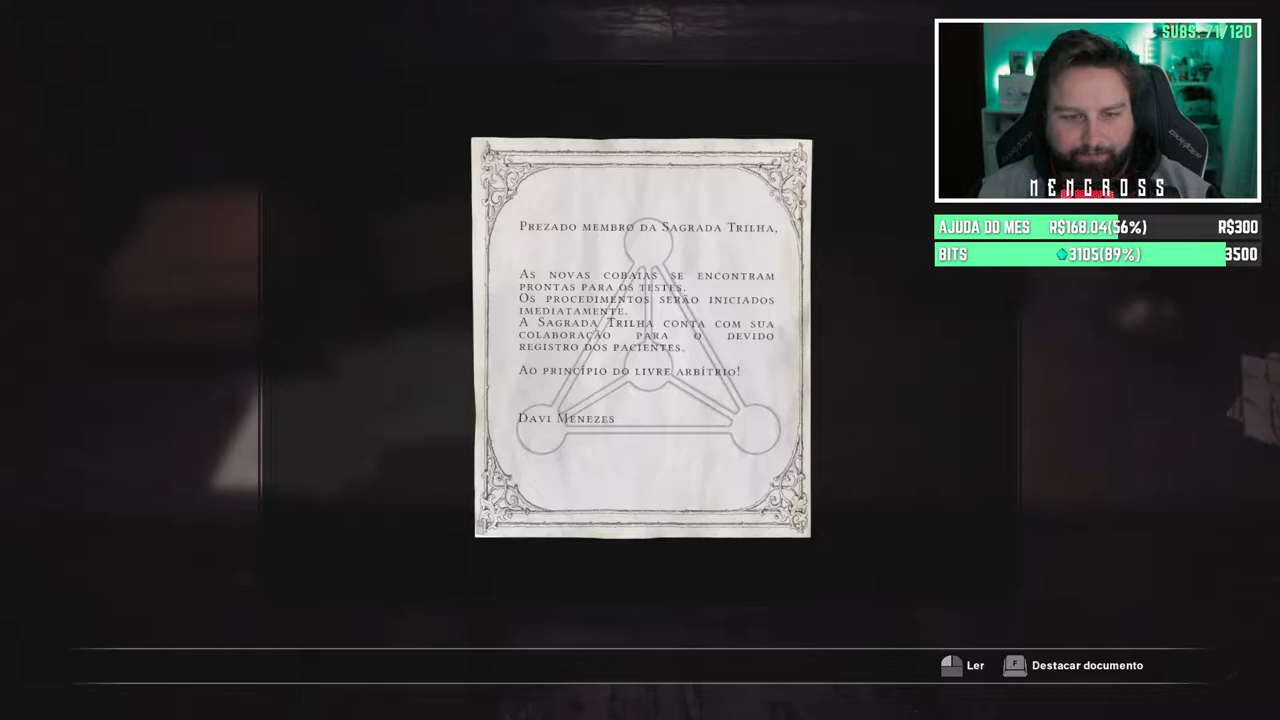 SUBS: 71/120
MENCROSS
AJUDA DO MES R$168.04(56%) R$300
BITS 3105(89%) 3500
Prezado membro da Sagrada Trilha,
As novas cobaias se encontram
prontas para os testes.
Os procedimentos serão iniciados
imediatamente.
A Sagrada Trilha conta com sua
colaboração para o devido
registro dos pacientes.
Ao princípio do livre arbítrio!
Davi Menezes
Ler F Destacar documento